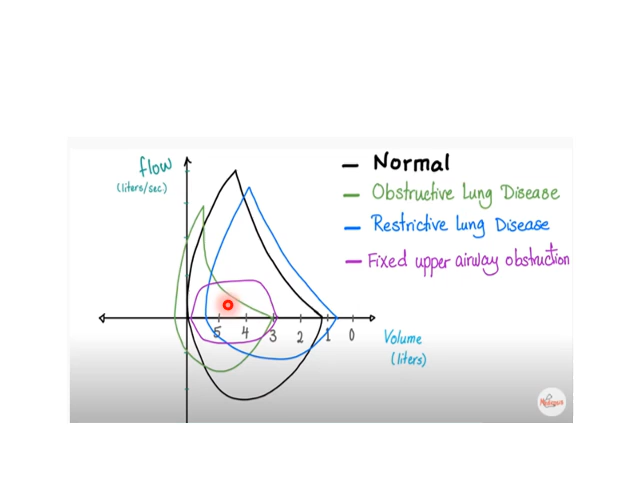 flow
(liters/sec)
Normal
Obstructive Lung Disease
Restrictive lung Disease
Fixed upper airway obstruction
5 4 3 2 1 0
Volume
(liters)